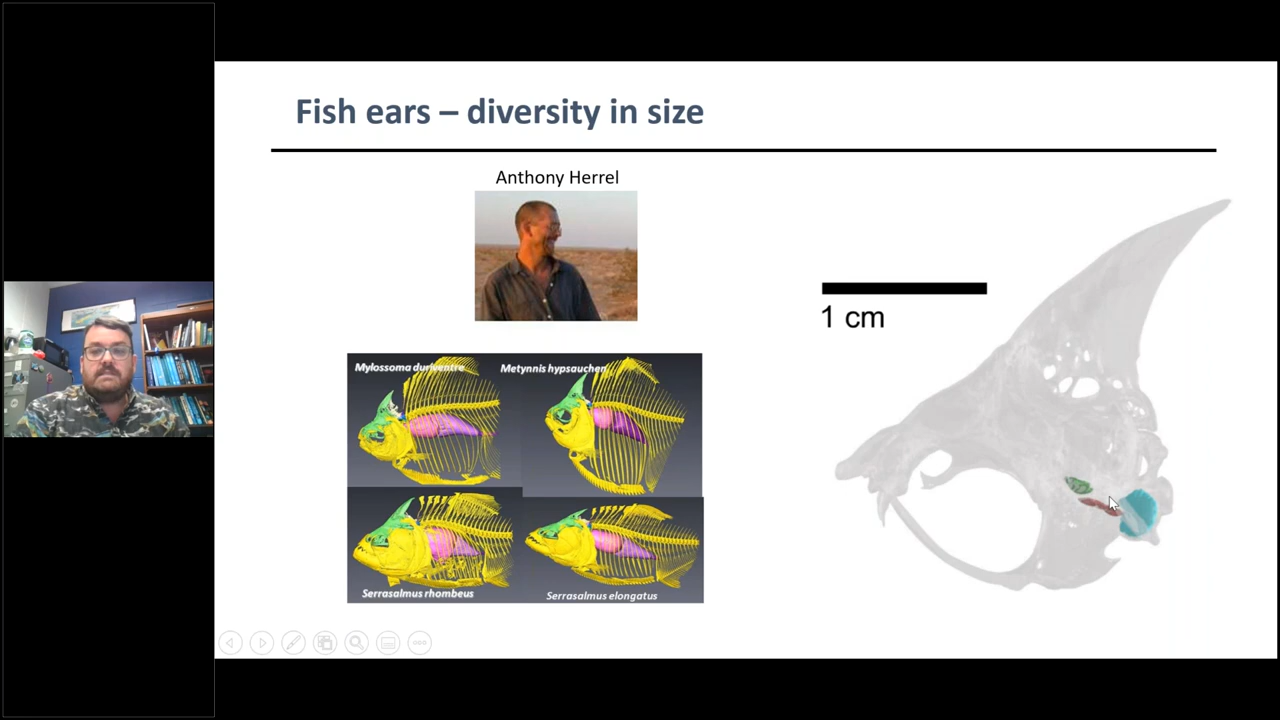 Fish ears – diversity in size
Anthony Herrel
1 cm
Mylossoma duriventre
Metynnis hypsauchen
Serrasalmus rhombeus
Serrasalmus elongatus